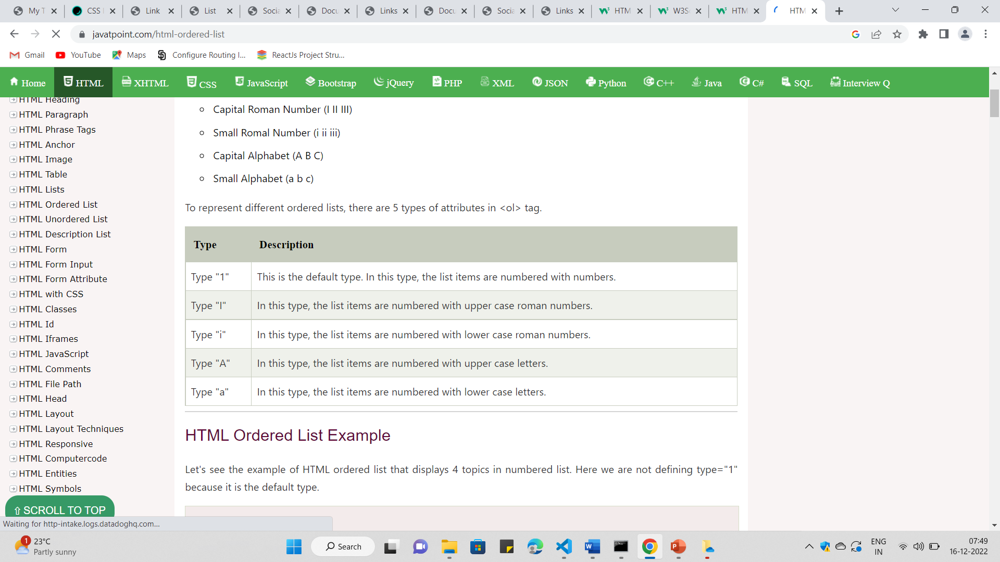 My T
CSS
Link
List
Socia
Docu
Links
Docu
Socia
Links
HTM
W3S
HTM
HTM
javatpoint.com/html-ordered-list
Gmail
YouTube
Maps
Configure Routing I...
ReactJs Project Stru...
Home
HTML
XHTML
CSS
JavaScript
Bootstrap
jQuery
PHP
XML
JSON
Python
C++
Java
C#
SQL
Interview Q
HTML Heading
HTML Paragraph
HTML Phrase Tags
HTML Anchor
HTML Image
HTML Table
HTML Lists
HTML Ordered List
HTML Unordered List
HTML Description List
HTML Form
HTML Form Input
HTML Form Attribute
HTML with CSS
HTML Classes
HTML Id
HTML Iframes
HTML JavaScript
HTML Comments
HTML File Path
HTML Head
HTML Layout
HTML Layout Techniques
HTML Responsive
HTML Computercode
HTML Entities
HTML Symbols
⇧ SCROLL TO TOP
Capital Roman Number (I II III)
Small Romal Number (i ii iii)
Capital Alphabet (A B C)
Small Alphabet (a b c)
To represent different ordered lists, there are 5 types of attributes in <ol> tag.
Type Description
Type "1" This is the default type. In this type, the list items are numbered with numbers.
Type "I" In this type, the list items are numbered with upper case roman numbers.
Type "i" In this type, the list items are numbered with lower case roman numbers.
Type "A" In this type, the list items are numbered with upper case letters.
Type "a" In this type, the list items are numbered with lower case letters.
HTML Ordered List Example
Let's see the example of HTML ordered list that displays 4 topics in numbered list. Here we are not defining type="1"
because it is the default type.
Waiting for http-intake.logs.datadoghq.com...
1
23°C
Partly sunny
Search
ENG
IN
07:49
16-12-2022